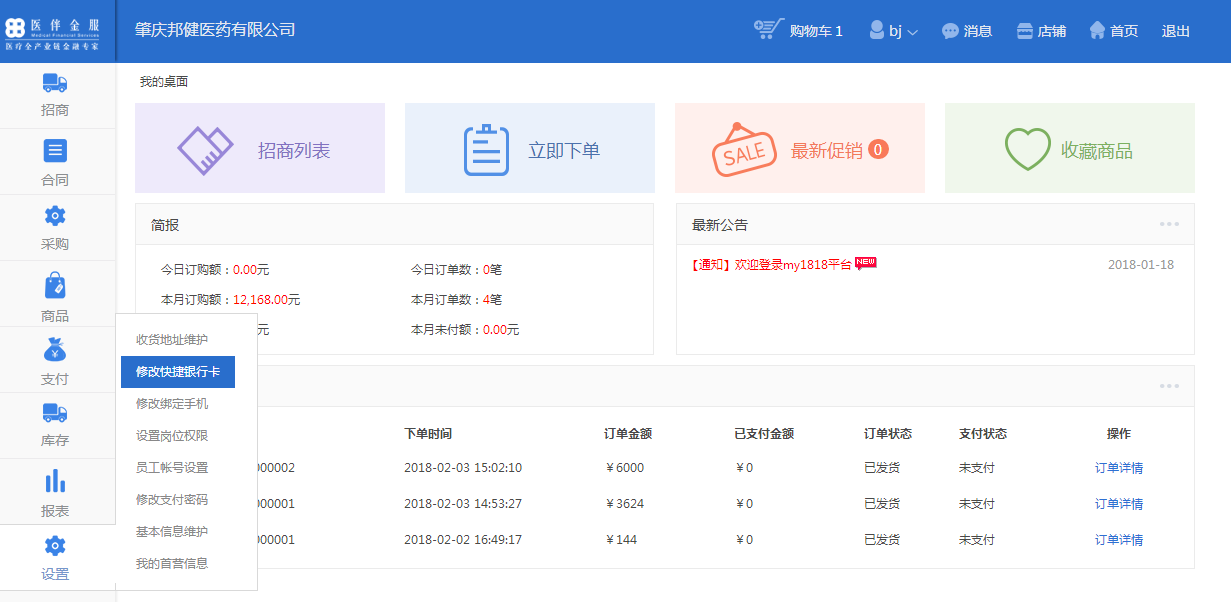 医伴金服
Medical Financial Services
医疗全产业链金融专家
肇庆邦健医药有限公司
购物车 1
bj
消息
店铺
首页
退出
招商
合同
采购
商品
支付
库存
报表
设置
我的桌面
招商列表
立即下单
SALE
最新促销 0
收藏商品
简报
今日订购额：0.00元
今日订单数：0笔
本月订购额：12,168.00元
本月订单数：4笔
元
本月未付额：0.00元
最新公告
【通知】欢迎登录my1818平台 NEW
2018-01-18
收货地址维护
修改快捷银行卡
修改绑定手机
设置岗位权限
员工帐号设置
修改支付密码
基本信息维护
我的首营信息
下单时间 订单金额 已支付金额 订单状态 支付状态 操作
000002 2018-02-03 15:02:10 ￥6000 ￥0 已发货 未支付 订单详情
000001 2018-02-03 14:53:27 ￥3624 ￥0 已发货 未支付 订单详情
000001 2018-02-02 16:49:17 ￥144 ￥0 已发货 未支付 订单详情